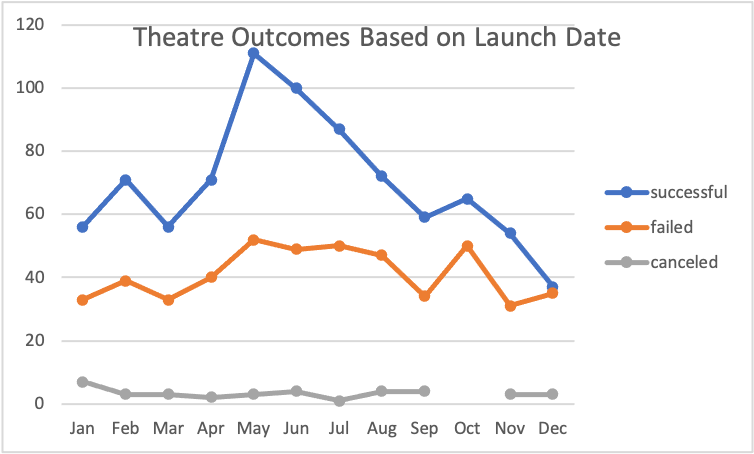 Theatre Outcomes Based on Launch Date
120
100
80
60
40
20
0
Jan Feb Mar Apr May Jun Jul Aug Sep Oct Nov Dec
successful
failed
canceled